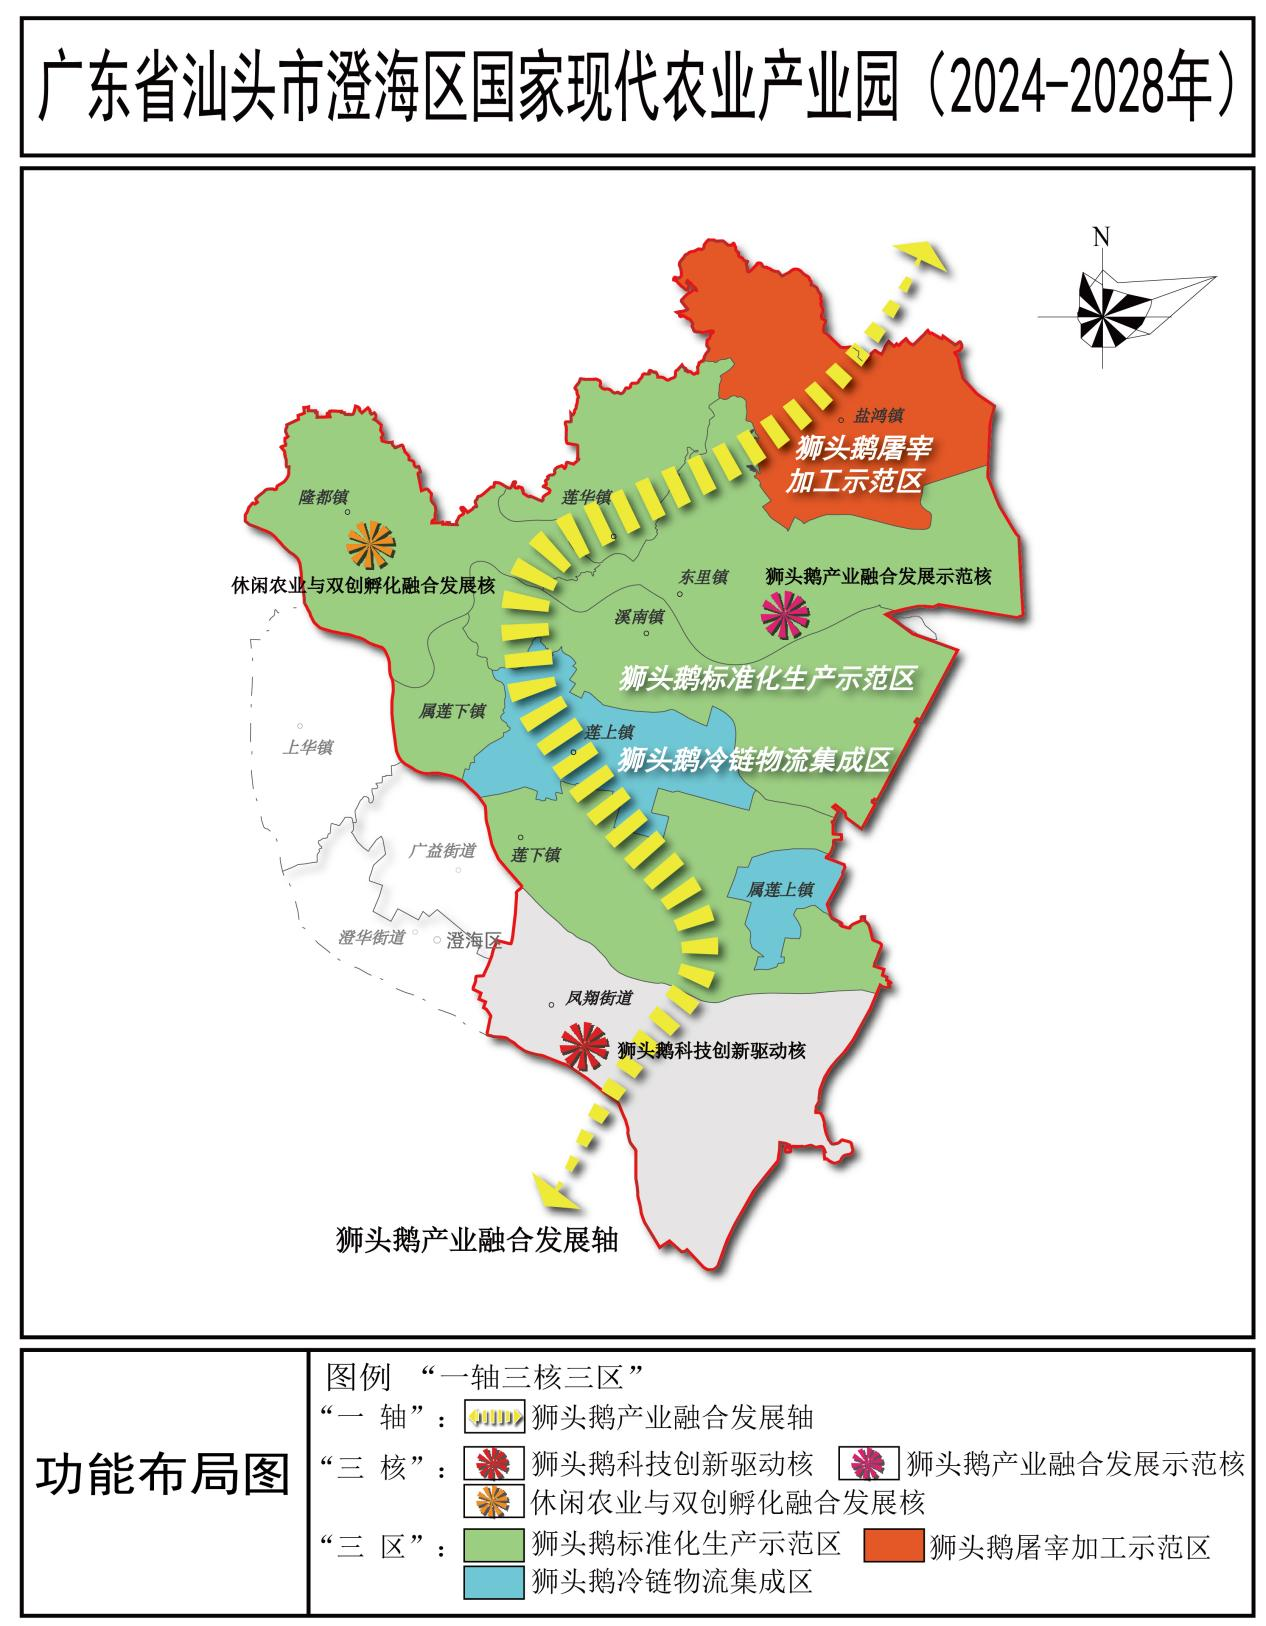 广东省汕头市澄海区国家现代农业产业园（2024-2028年）
N
盐鸿镇
狮头鹅屠宰
加工示范区
隆都镇
莲华镇
休闲农业与双创孵化融合发展核
东里镇
狮头鹅产业融合发展示范核
溪南镇
狮头鹅标准化生产示范区
属莲下镇
莲上镇
上华镇
狮头鹅冷链物流集成区
广益街道
莲下镇
属莲上镇
澄华街道
澄海区
凤翔街道
狮头鹅科技创新驱动核
狮头鹅产业融合发展轴
功能布局图
图例 “一轴三核三区”
“一 轴”： 狮头鹅产业融合发展轴
“三 核”： 狮头鹅科技创新驱动核 狮头鹅产业融合发展示范核
休闲农业与双创孵化融合发展核
“三 区”： 狮头鹅标准化生产示范区 狮头鹅屠宰加工示范区
狮头鹅冷链物流集成区